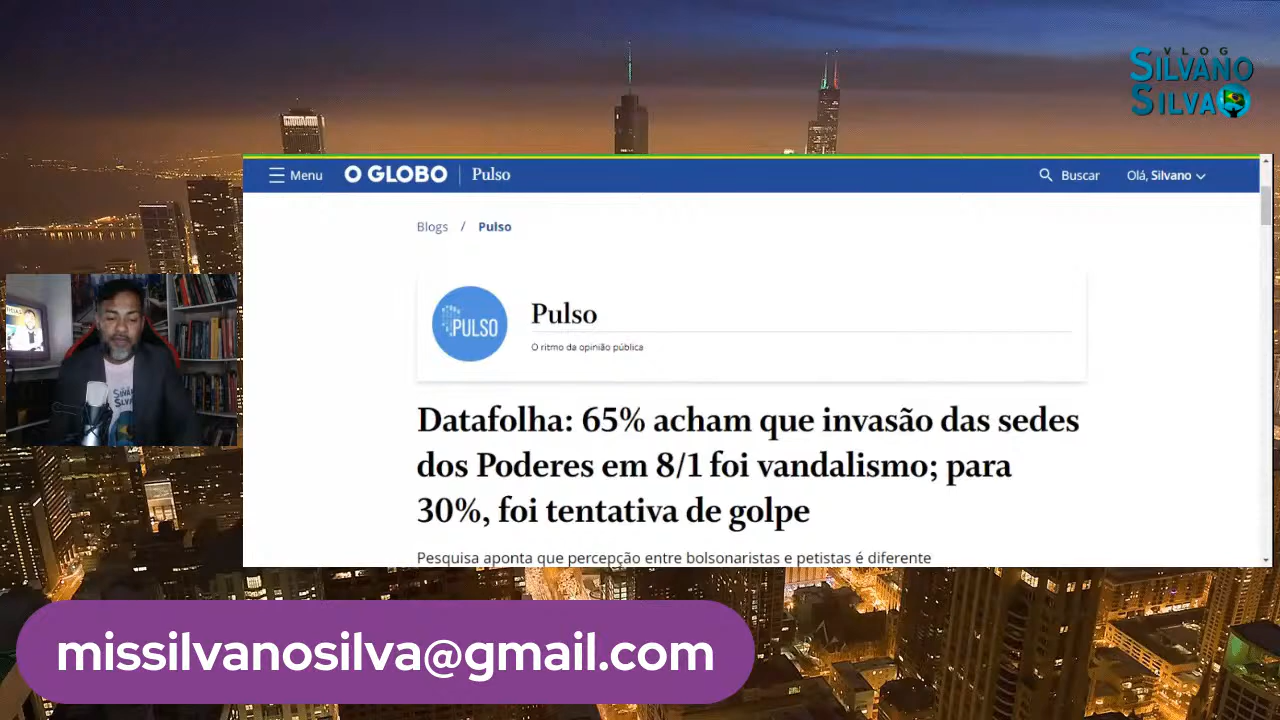 VLOG
SILVANO
SILVA
Menu
O GLOBO
Pulso
Buscar
Olá, Silvano
Blogs / Pulso
PULSO
Pulso
O ritmo da opinião pública
Datafolha: 65% acham que invasão das sedes
dos Poderes em 8/1 foi vandalismo; para
30%, foi tentativa de golpe
Pesquisa aponta que percepção entre bolsonaristas e petistas é diferente
missilvanosilva@gmail.com